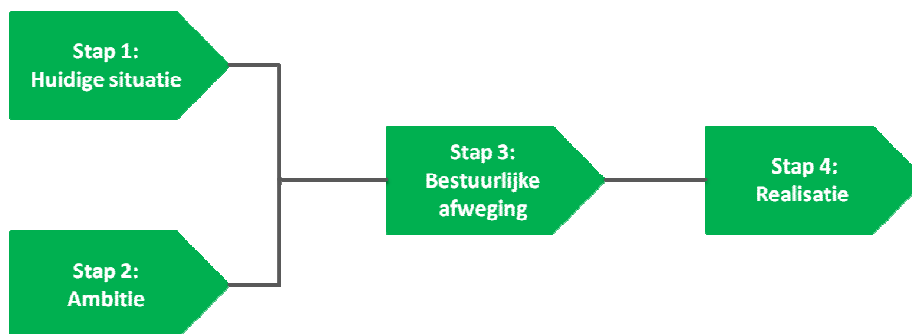 Stap 1:
Huidige situatie
Stap 2:
Ambitie
Stap 3:
Bestuurlijke
afweging
Stap 4:
Realisatie